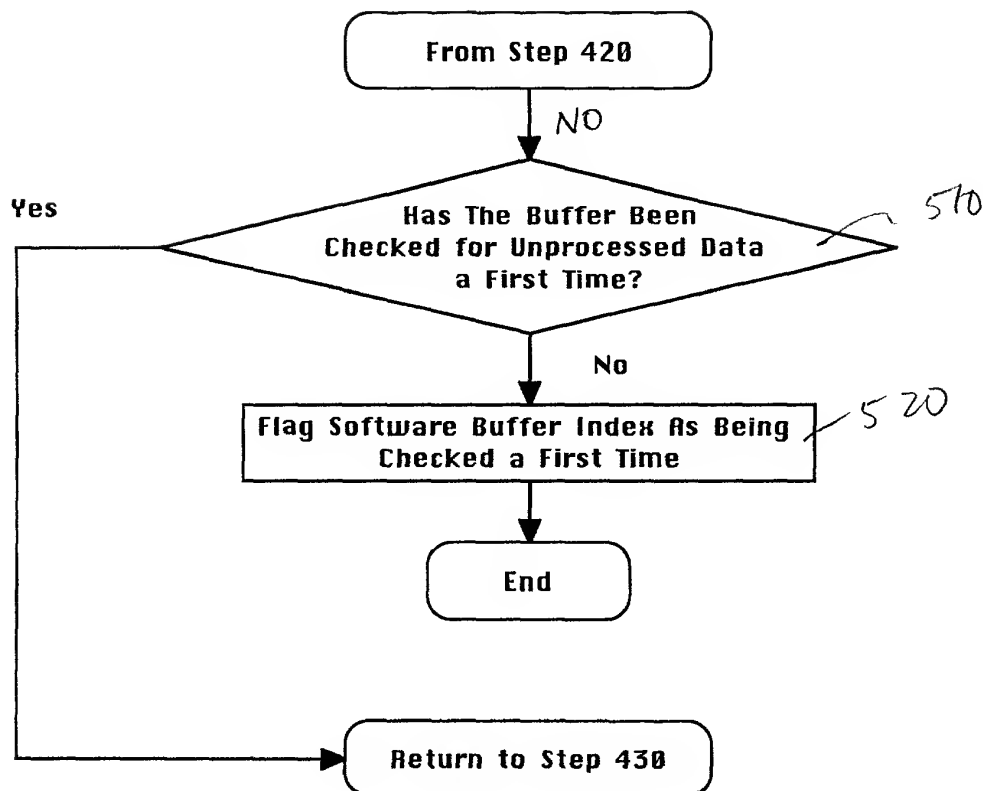 From Step 420
NO
Yes
Has The Buffer Been
Checked for Unprocessed Data
a First Time?
510
No
Flag Software Buffer Index As Being
Checked a First Time
520
End
Return to Step 430